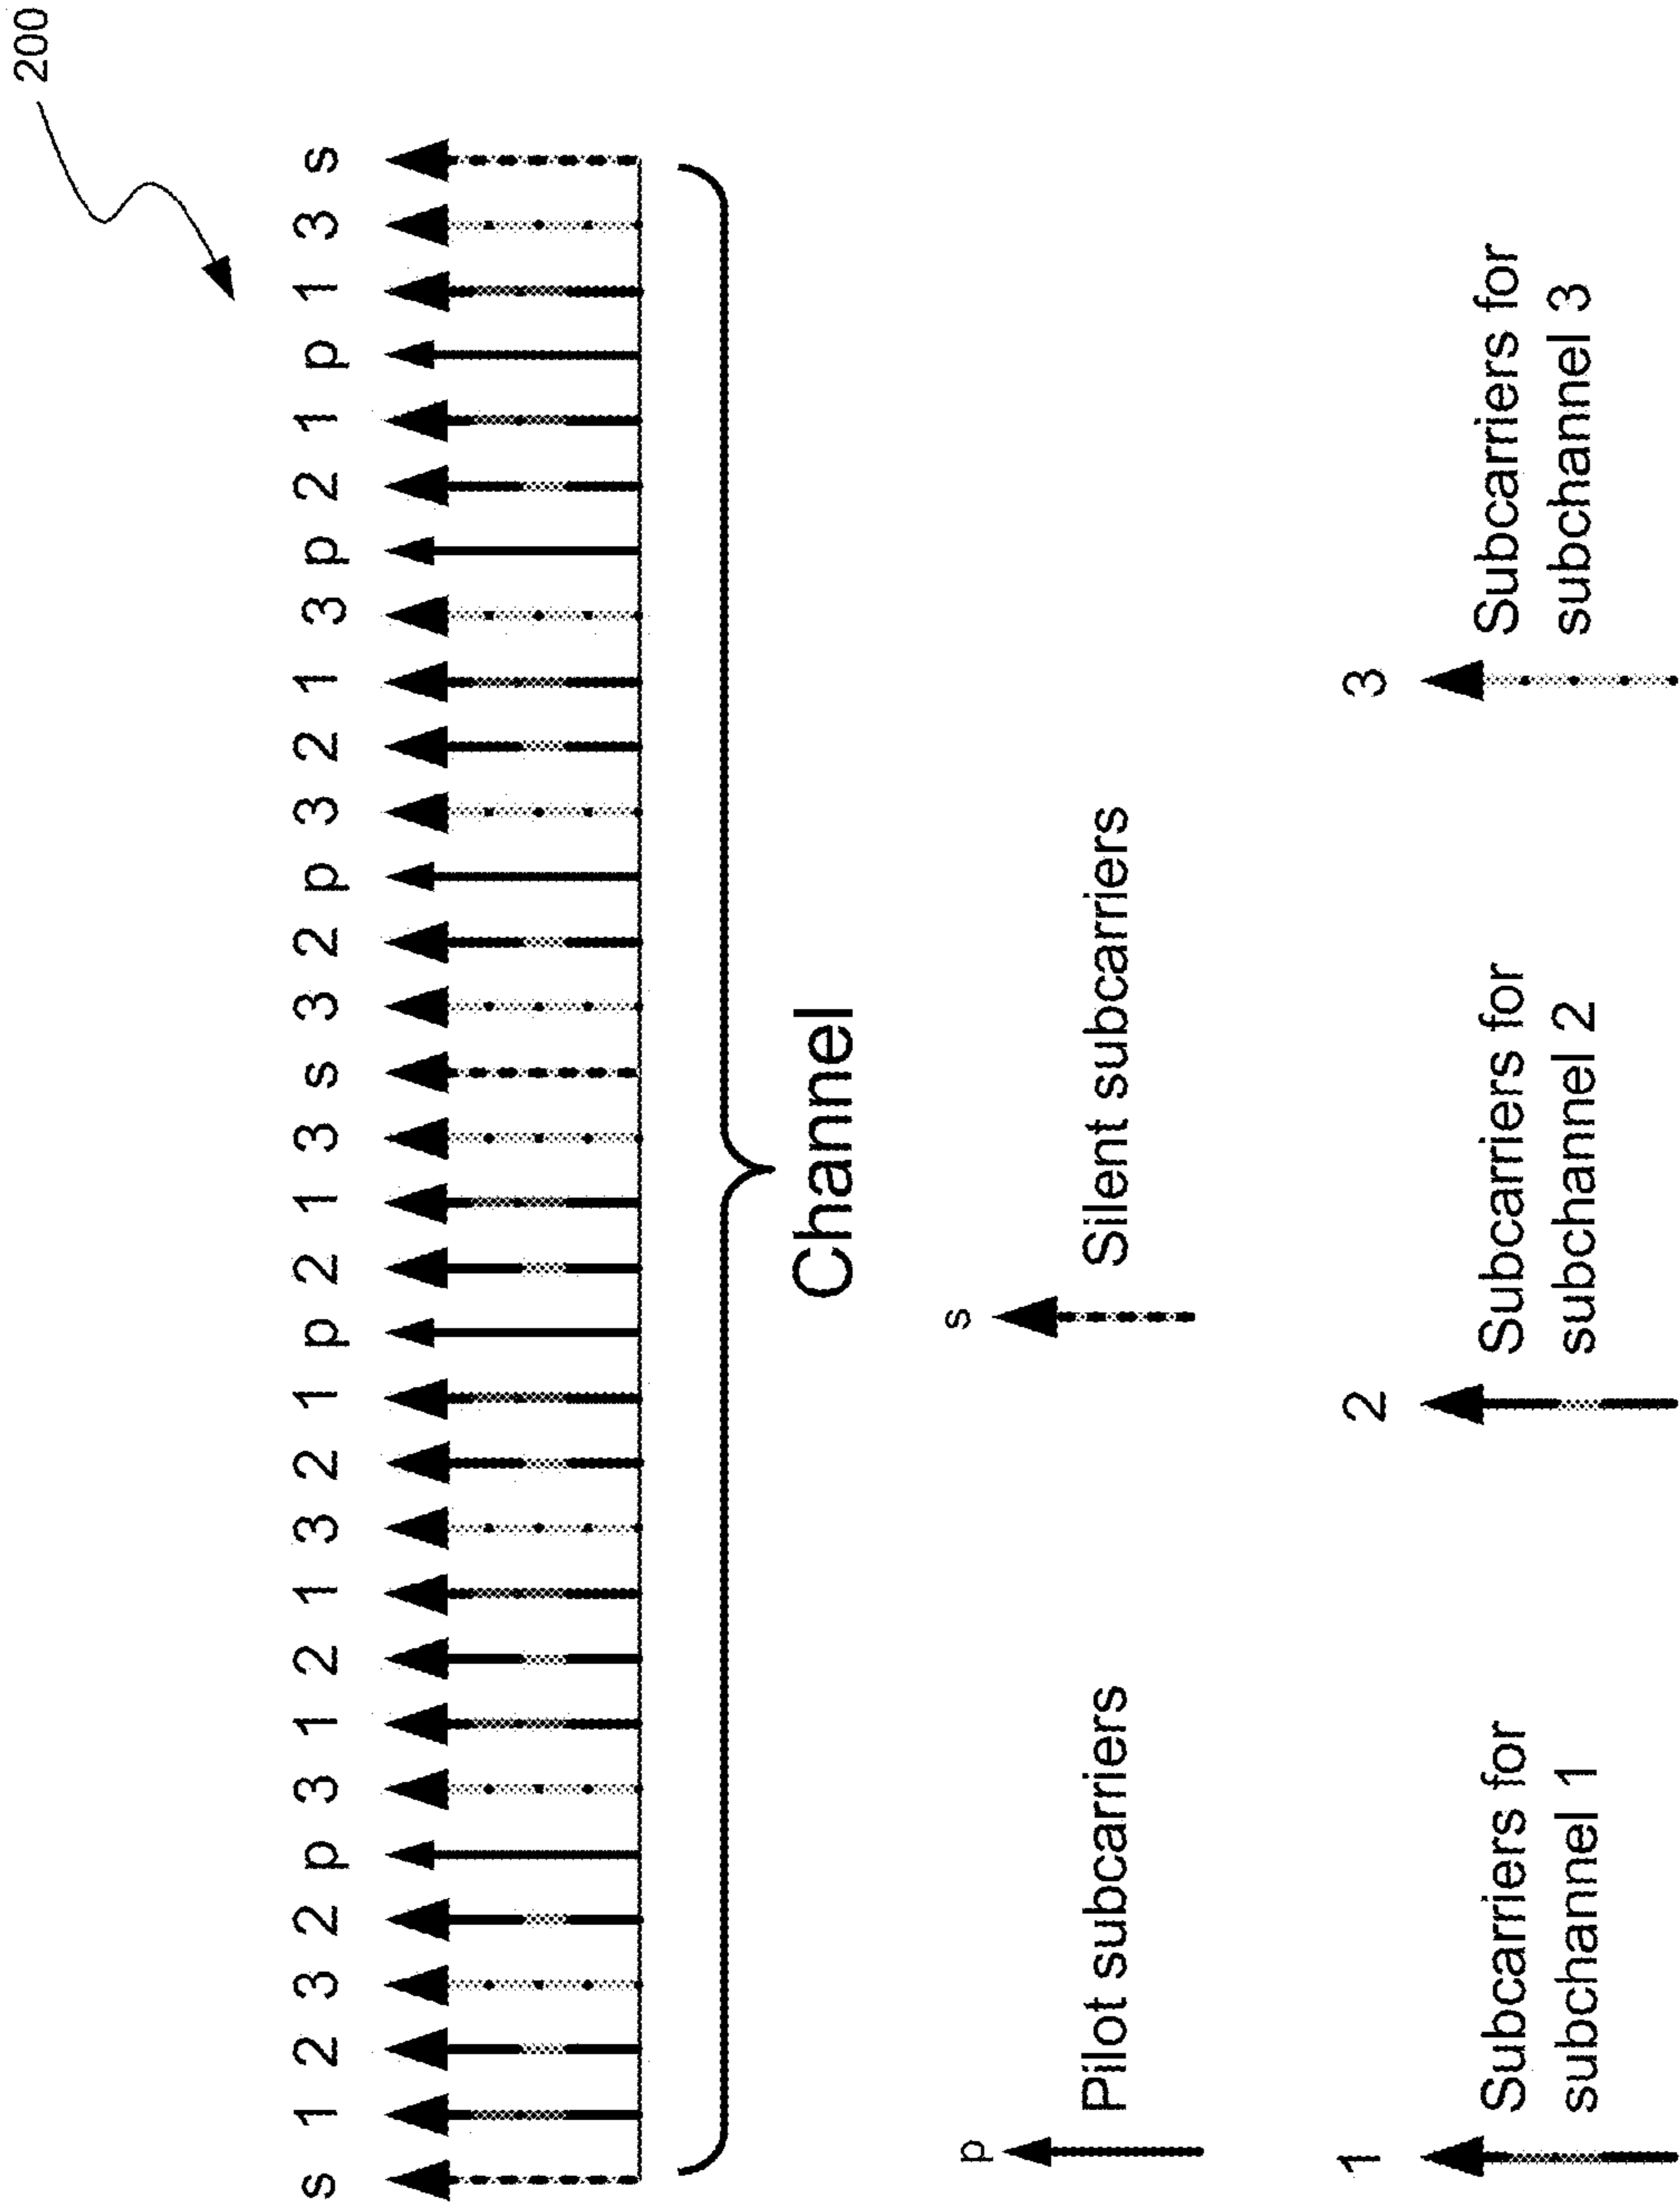 200
s 1 2 3 2 p 3 1 2 1 3 2 1 p 2 1 3 s 3 2 p 3 2 1 3 p 2 1 p 1 3 s
Channel
p
Pilot subcarriers
s
Silent subcarriers
1
Subcarriers for
subchannel 1
2
Subcarriers for
subchannel 2
3
Subcarriers for
subchannel 3